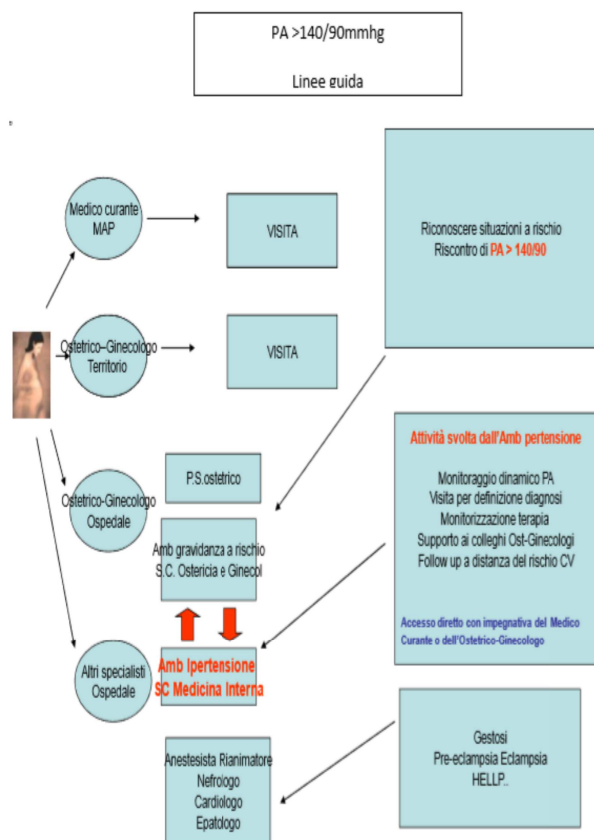 PA >140/90mmhg
Linee guida
Medico curante
MAP
VISITA
Riconoscere situazioni a rischio
Riscontro di PA > 140/90
Ostetrico–Ginecologo
Territorio
VISITA
Attività svolta dall'Amb pertensione
Monitoraggio dinamico PA
Visita per definizione diagnosi
Monitorizzazione terapia
Supporto ai colleghi Ost-Ginecologi
Follow up a distanza del rischio CV
Accesso diretto con impegnativa del Medico
Curante o dell'Ostetrico-Ginecologo
P.S.ostetrico
Ostetrico-Ginecologo
Ospedale
Amb gravidanza a rischio
S.C. Ostericia e Ginecol
Altri specialisti
Ospedale
Amb Ipertensione
SC Medicina Interna
Anestesista Rianimatore
Nefrologo
Cardiologo
Epatologo
Gestosi
Pre-eclampsia Eclampsia
HELLP..